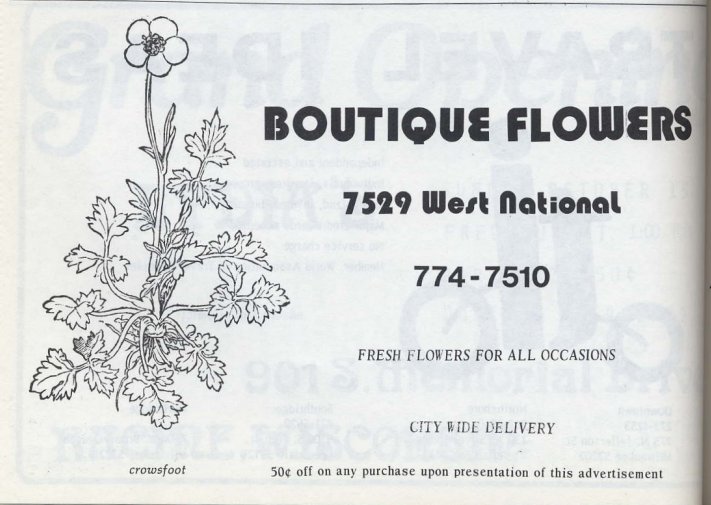 BOUTIQUE FLOWERS
7529 West National
774-7510
FRESH FLOWERS FOR ALL OCCASIONS
CITY WIDE DELIVERY
crowsfoot
50¢ off on any purchase upon presentation of this advertisement